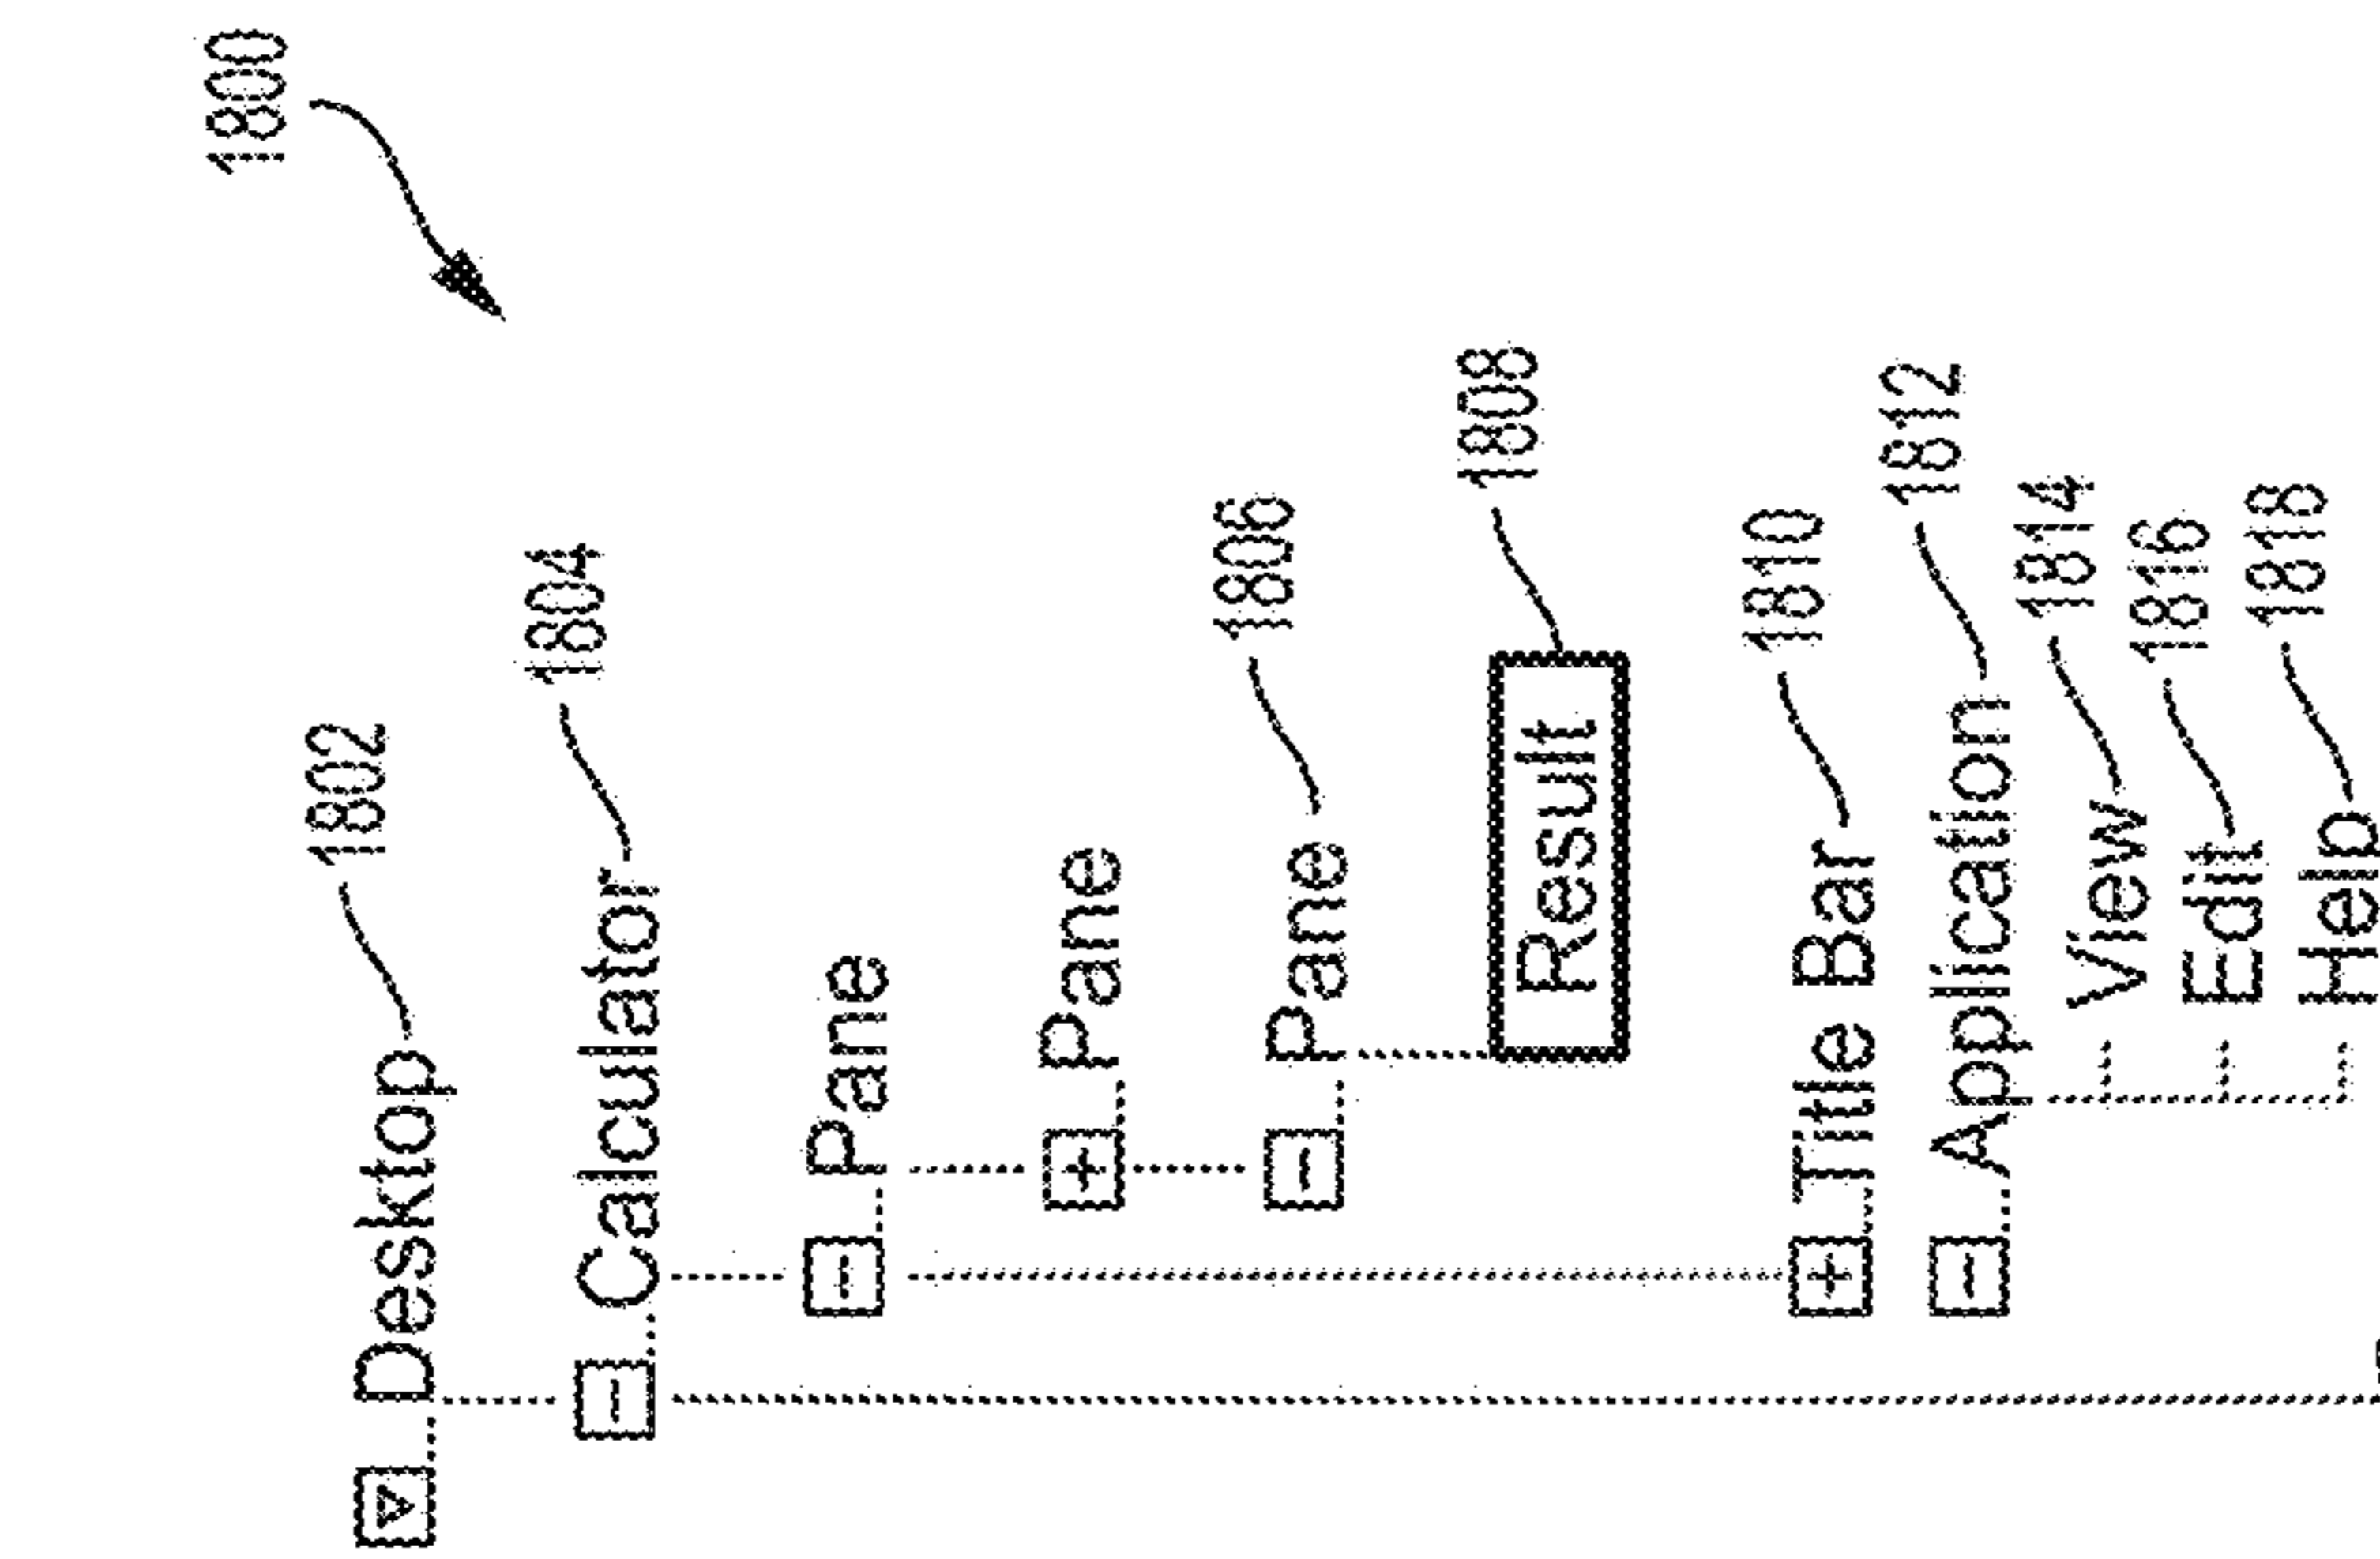 1800
Desktop 1802
Calculator 1804
Pane
Pane
Pane 1806
Result 1808
Title Bar 1810
Application 1812
View 1814
Edit 1816
Help 1818